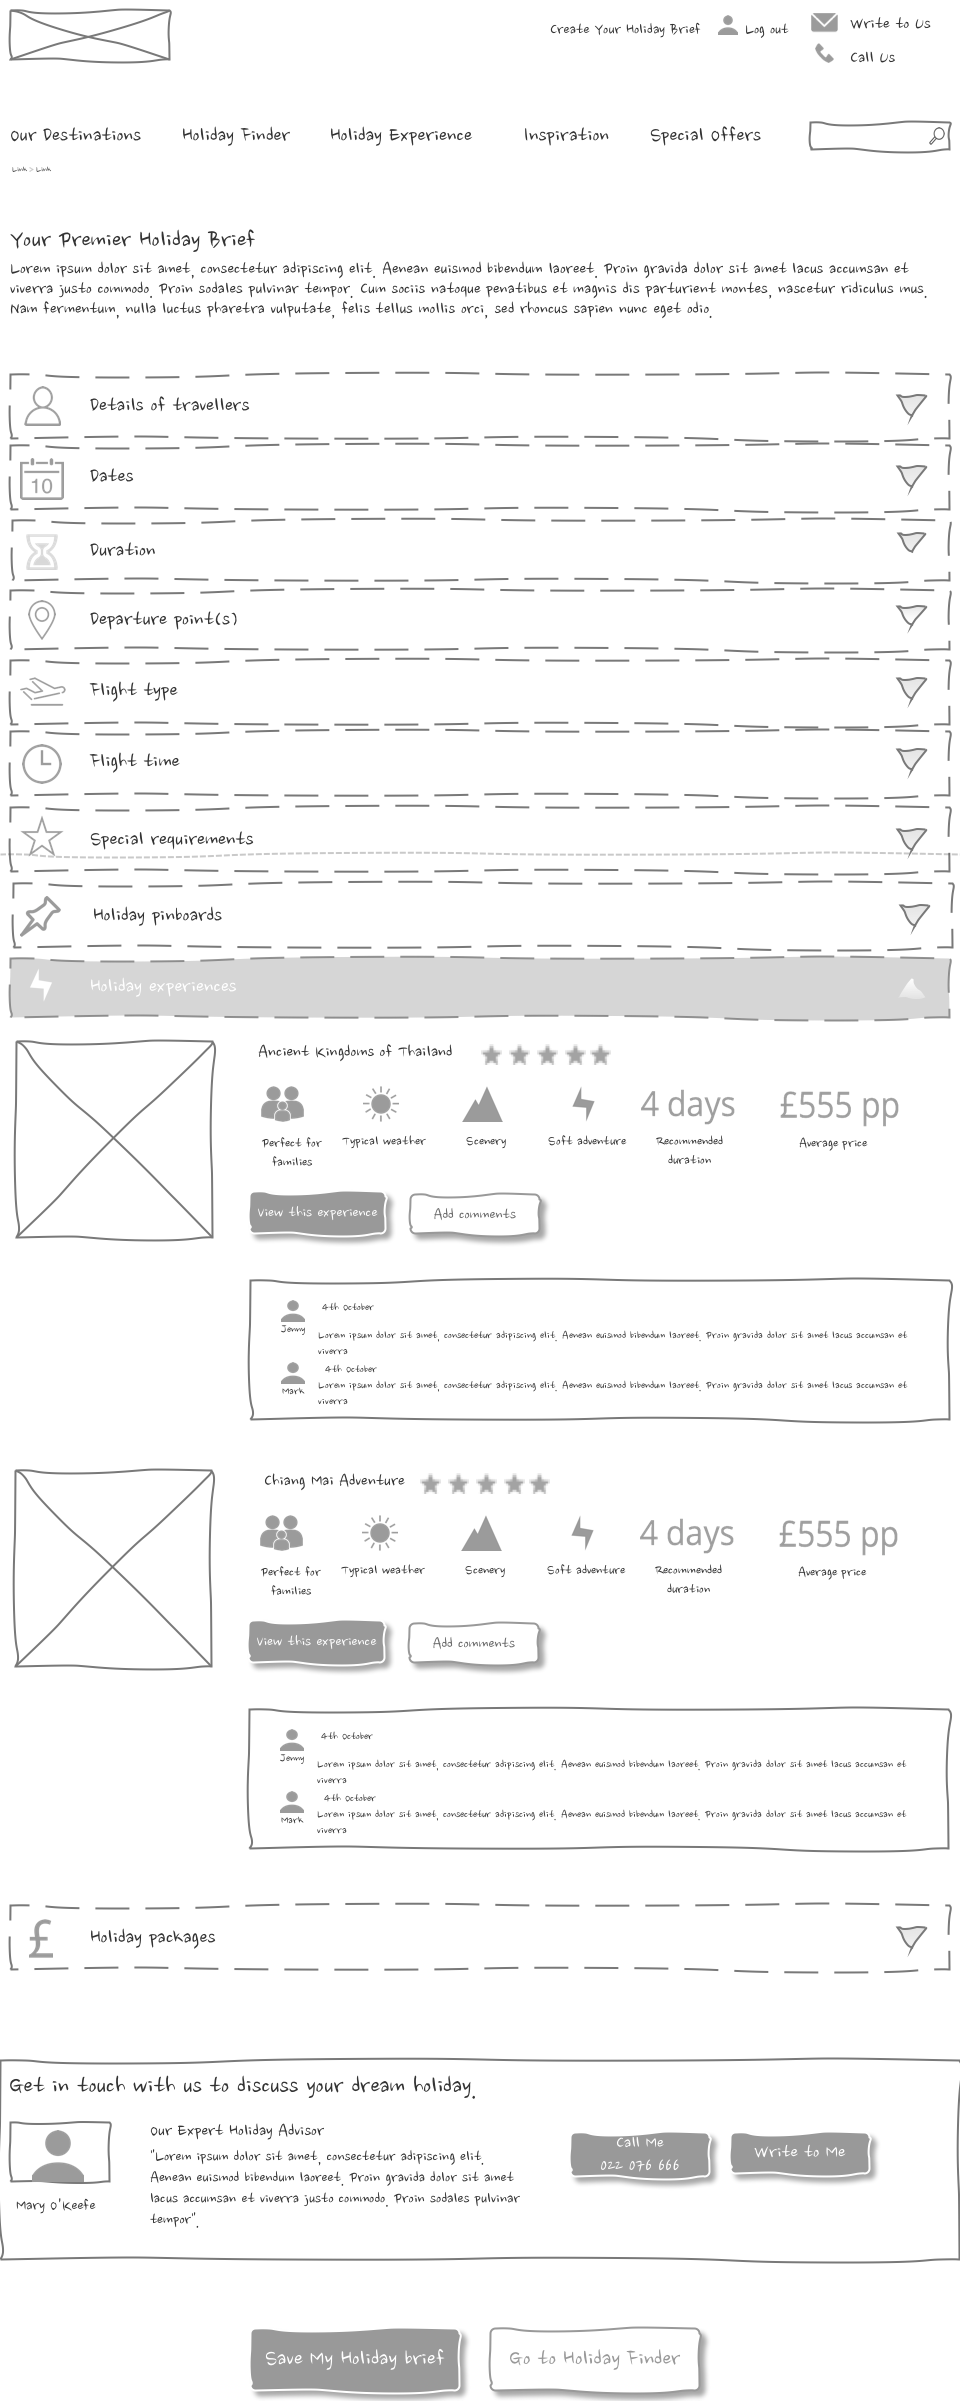 Create Your Holiday Brief
Log out
Write to Us
Call Us
Our Destinations
Holiday Finder
Holiday Experience
Inspiration
Special Offers
Link > Link
Your Premier Holiday Brief
Lorem ipsum dolor sit amet, consectetur adipiscing elit. Aenean euismod bibendum laoreet. Proin gravida dolor sit amet lacus accumsan et
viverra justo commodo. Proin sodales pulvinar tempor. Cum sociis natoque penatibus et magnis dis parturient montes, nascetur ridiculus mus.
Nam fermentum, nulla luctus pharetra vulputate, felis tellus mollis orci, sed rhoncus sapien nunc eget odio.
Details of travellers
10
Dates
Duration
Departure point(s)
Flight type
Flight time
Special requirements
Holiday pinboards
Holiday experiences
Ancient Kingdoms of Thailand
4 days
£555 pp
Perfect for
families
Typical weather
Scenery
Soft adventure
Recommended
duration
Average price
View this experience
Add comments
4th October
Jenny
Lorem ipsum dolor sit amet, consectetur adipiscing elit. Aenean euismod bibendum laoreet. Proin gravida dolor sit amet lacus accumsan et
viverra
4th October
Mark
Lorem ipsum dolor sit amet, consectetur adipiscing elit. Aenean euismod bibendum laoreet. Proin gravida dolor sit amet lacus accumsan et
viverra
Chiang Mai Adventure
4 days
£555 pp
Perfect for
families
Typical weather
Scenery
Soft adventure
Recommended
duration
Average price
View this experience
Add comments
4th October
Jenny
Lorem ipsum dolor sit amet, consectetur adipiscing elit. Aenean euismod bibendum laoreet. Proin gravida dolor sit amet lacus accumsan et
viverra
4th October
Mark
Lorem ipsum dolor sit amet, consectetur adipiscing elit. Aenean euismod bibendum laoreet. Proin gravida dolor sit amet lacus accumsan et
viverra
£
Holiday packages
Get in touch with us to discuss your dream holiday.
Mary O'Keefe
Our Expert Holiday Advisor
"Lorem ipsum dolor sit amet, consectetur adipiscing elit.
Aenean euismod bibendum laoreet. Proin gravida dolor sit amet
lacus accumsan et viverra justo commodo. Proin sodales pulvinar
tempor".
Call Me
022 076 666
Write to Me
Save My Holiday brief
Go to Holiday Finder